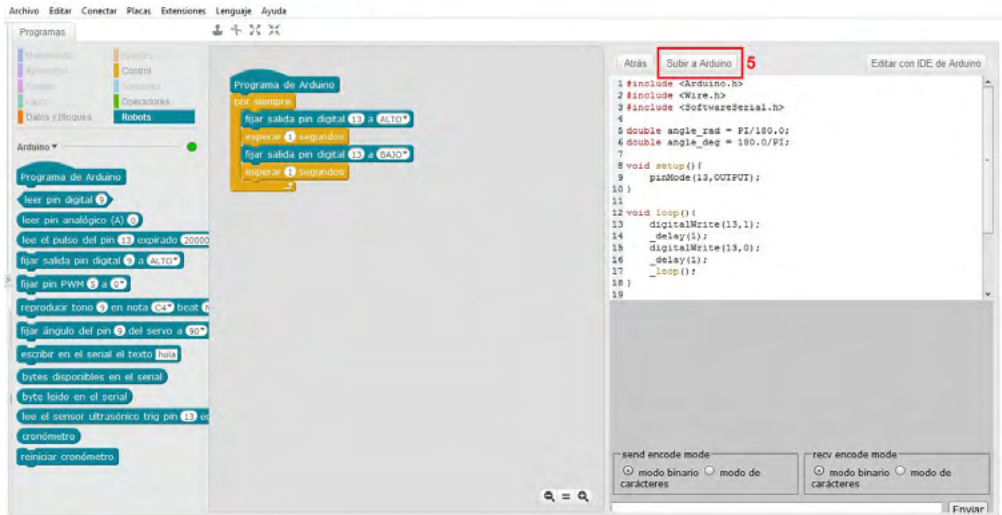 Archivo Editar Conectar Placas Extensiones Lenguaje Ayuda
Programas
Control
Operadores
Datos y Bloques
Robots
Arduino
Programa de Arduino
leer pin digital 9
leer pin analógico (A) 0
lee el pulso del pin 13 expirado 20000
fijar salida pin digital 9 a ALTO
fijar pin PWM 5 a 0
reproducir tono 9 en nota C4 beat
fijar ángulo del pin 9 del servo a 90
escribir en el serial el texto hola
bytes disponibles en el serial
byte leido en el serial
lee el sensor ultrasónico trig pin 13
cronómetro
reiniciar cronómetro
Programa de Arduino
por siempre
fijar salida pin digital 13 a ALTO
esperar 1 segundos
fijar salida pin digital 13 a BAJO
esperar 1 segundos
Atrás
Subir a Arduino
5
Editar con IDE de Arduino
1 #include <Arduino.h>
2 #include <Wire.h>
3 #include <SoftwareSerial.h>
4
5 double angle_rad = PI/180.0;
6 double angle_deg = 180.0/PI;
7
8 void setup(){
9 pinMode(13,OUTPUT);
10 }
11
12 void loop(){
13 digitalWrite(13,1);
14 _delay(1);
15 digitalWrite(13,0);
16 _delay(1);
17 _loop();
18 }
19
send encode mode
modo binario modo de
carácteres
recv encode mode
modo binario modo de
carácteres
Enviar